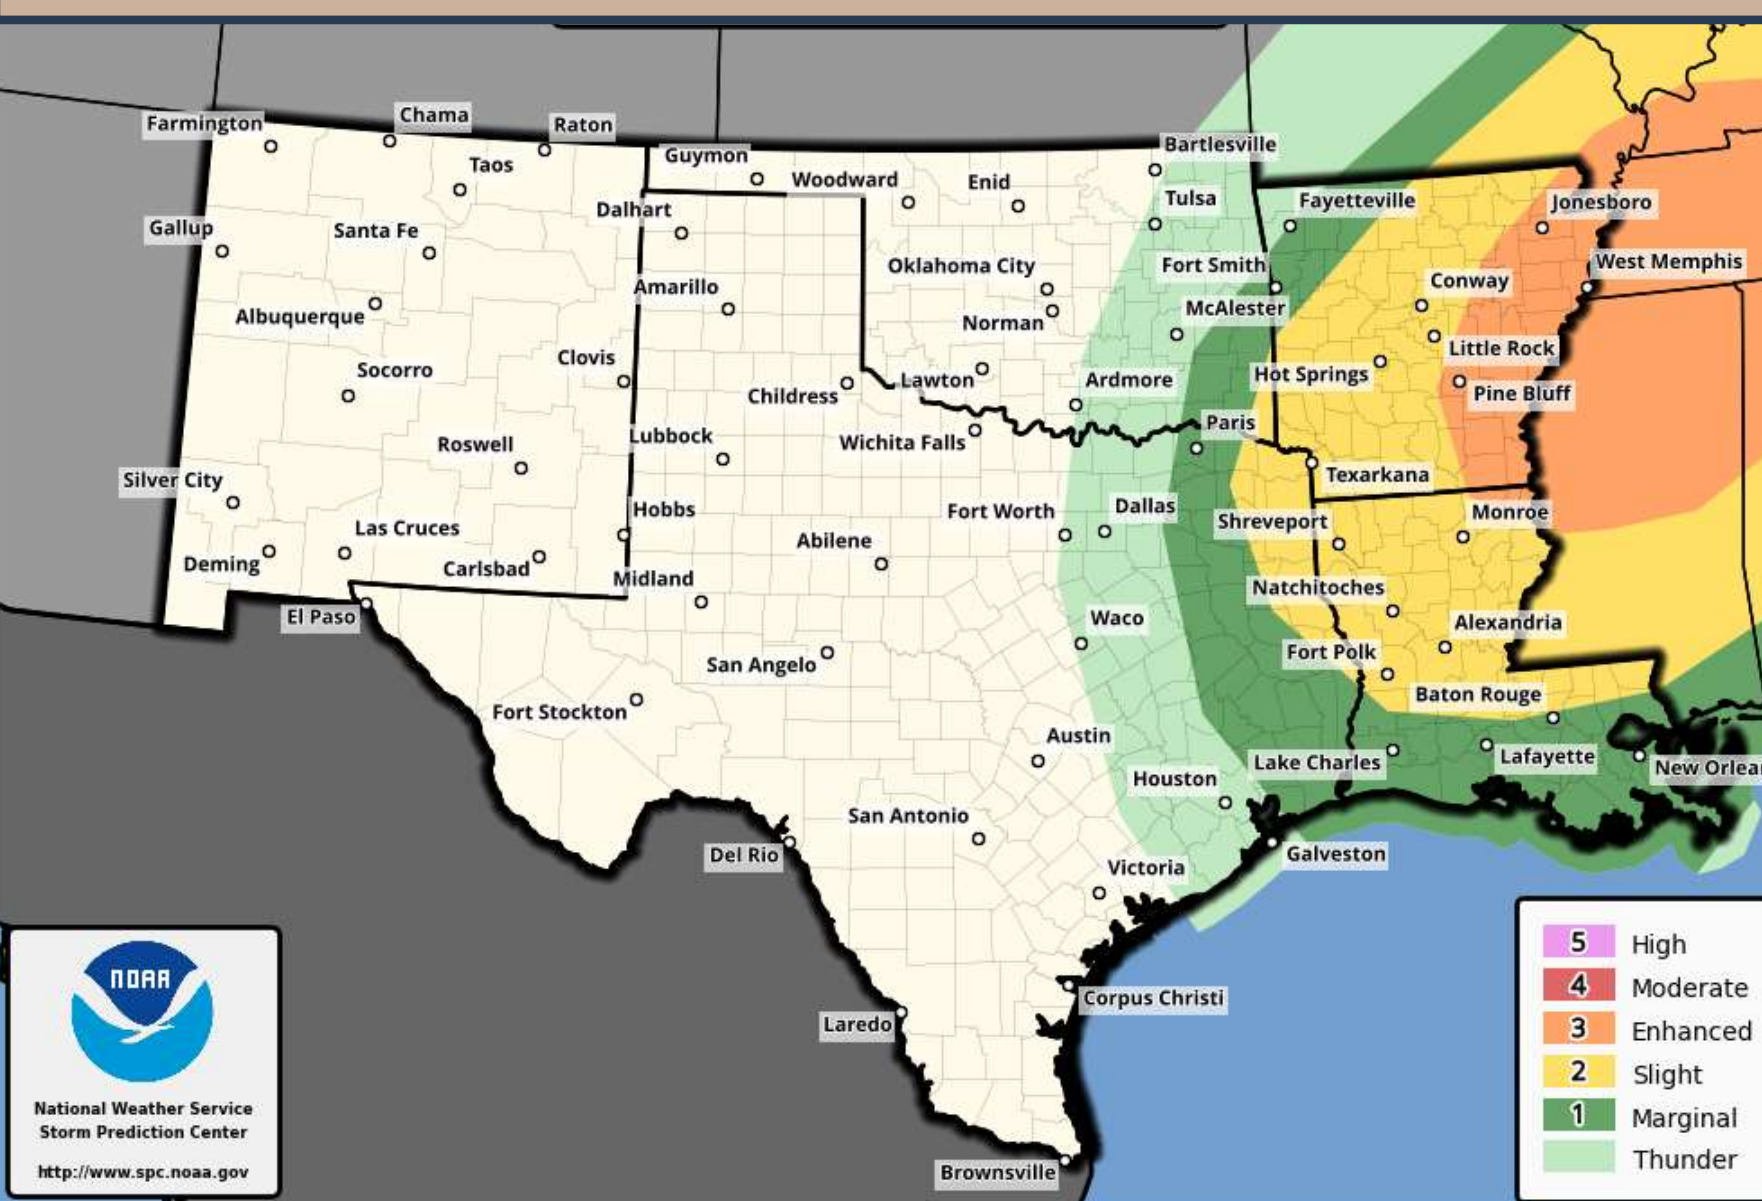 Farmington
Chama
Raton
Bartlesville
Guymon
Taos
Woodward
Enid
Tulsa
Fayetteville
Jonesboro
Dalhart
Gallup
Santa Fe
Oklahoma City
Fort Smith
West Memphis
Conway
Amarillo
McAlester
Albuquerque
Norman
Little Rock
Clovis
Socorro
Hot Springs
Lawton
Ardmore
Pine Bluff
Childress
Paris
Lubbock
Wichita Falls
Roswell
Texarkana
Silver City
Hobbs
Fort Worth
Dallas
Shreveport
Monroe
Las Cruces
Abilene
Deming
Carlsbad
Midland
Natchitoches
El Paso
Waco
Alexandria
San Angelo
Fort Polk
Baton Rouge
Fort Stockton
Austin
Lafayette
Lake Charles
New Orlea
Houston
San Antonio
Del Rio
Galveston
Victoria
Corpus Christi
Laredo
Brownsville
NOAA
National Weather Service
Storm Prediction Center
http://www.spc.noaa.gov
5 High
4 Moderate
3 Enhanced
2 Slight
1 Marginal
Thunder